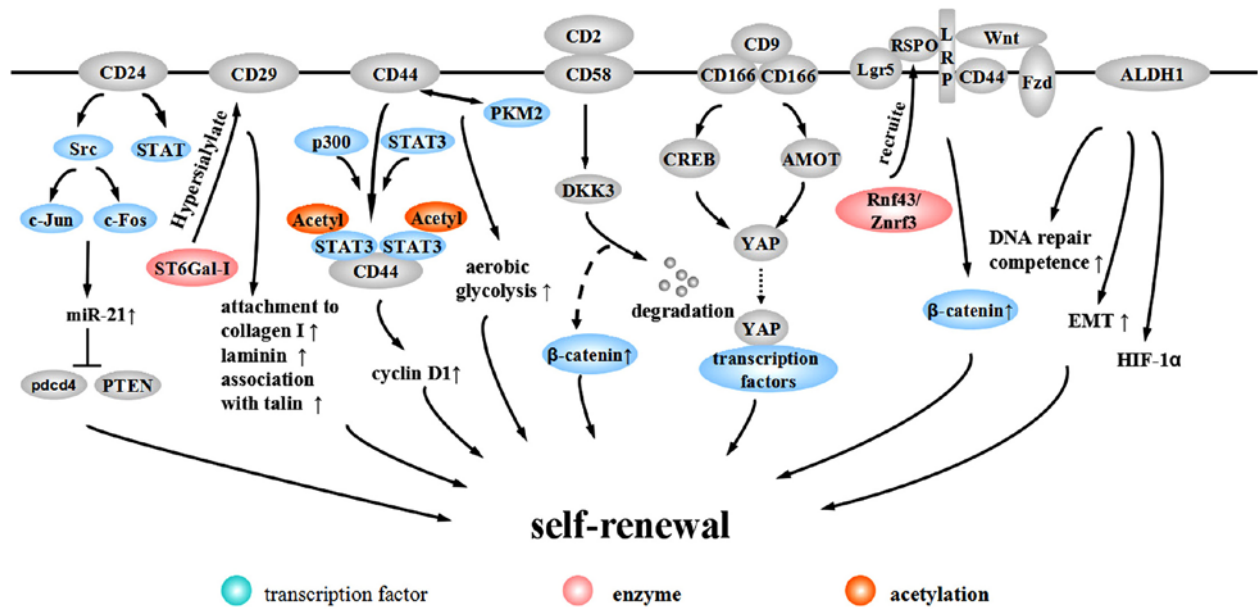 CD24
CD29
CD44
CD2
CD58
CD9
CD166
CD166
Lgr5
RSPO
LRP
Wnt
CD44
Fzd
ALDH1
Src
STAT
c-Jun
c-Fos
miR-21↑
pdcd4
PTEN
Hypersialylate
ST6Gal-I
attachment to
collagen I ↑
laminin ↑
association
with talin ↑
PKM2
p300
STAT3
Acetyl
Acetyl
STAT3
STAT3
CD44
cyclin D1↑
aerobic
glycolysis ↑
DKK3
degradation
β-catenin↑
CREB
AMOT
YAP
YAP
transcription
factors
recruite
Rnf43/
Znrf3
β-catenin↑
DNA repair
competence ↑
EMT ↑
HIF-1α
self-renewal
transcription factor
enzyme
acetylation